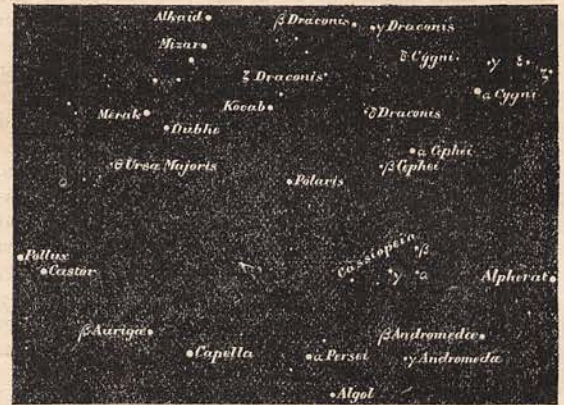 Alkaid
β Draconis
γ Draconis
Mizar
δ Cygni
γ
ξ
ζ
ζ Draconis
α Cygni
Kocab
δ Draconis
Merak
Dubhe
α Cephei
θ Ursa Majoris
β Cephei
Polaris
Cassiopeia
β
Pollux
Castor
γ
α
Alpherat
β Aurigæ
β Andromedæ
Capella
α Persei
γ Andromeda
Algol